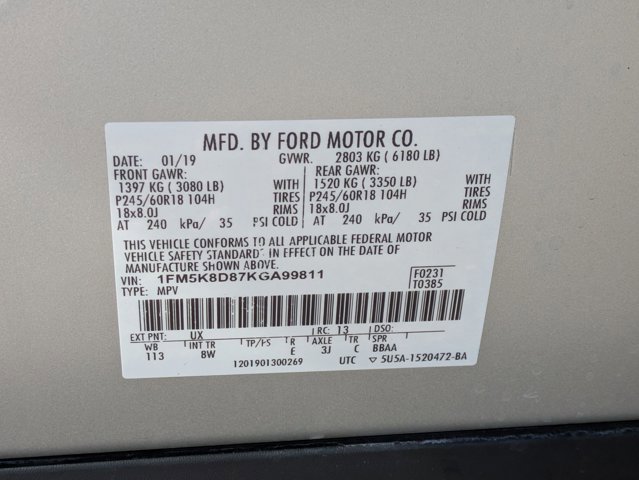 MFD. BY FORD MOTOR CO.
DATE: 01/19 GVWR. 2803 KG ( 6180 LB)
FRONT GAWR: REAR GAWR:
1397 KG ( 3080 LB) WITH 1520 KG ( 3350 LB) WITH
P245/60R18 104H TIRES P245/60R18 104H TIRES
18x8.0J RIMS 18x8.0J RIMS
AT 240 kPa/ 35 PSI COLD AT 240 kPa/ 35 PSI COLD
THIS VEHICLE CONFORMS TO ALL APPLICABLE FEDERAL MOTOR
VEHICLE SAFETY STANDARDS IN EFFECT ON THE DATE OF
MANUFACTURE SHOWN ABOVE.
VIN: 1FM5K8D87KGA99811 F0231
TYPE: MPV T0385
EXT PNT: UX RC: 13 DSO:
WB INT TR TP/PS R AXLE TR SPR
113 8W E 3J C BBAA
1201901300269 UTC ▽ 5U5A-1520472-BA